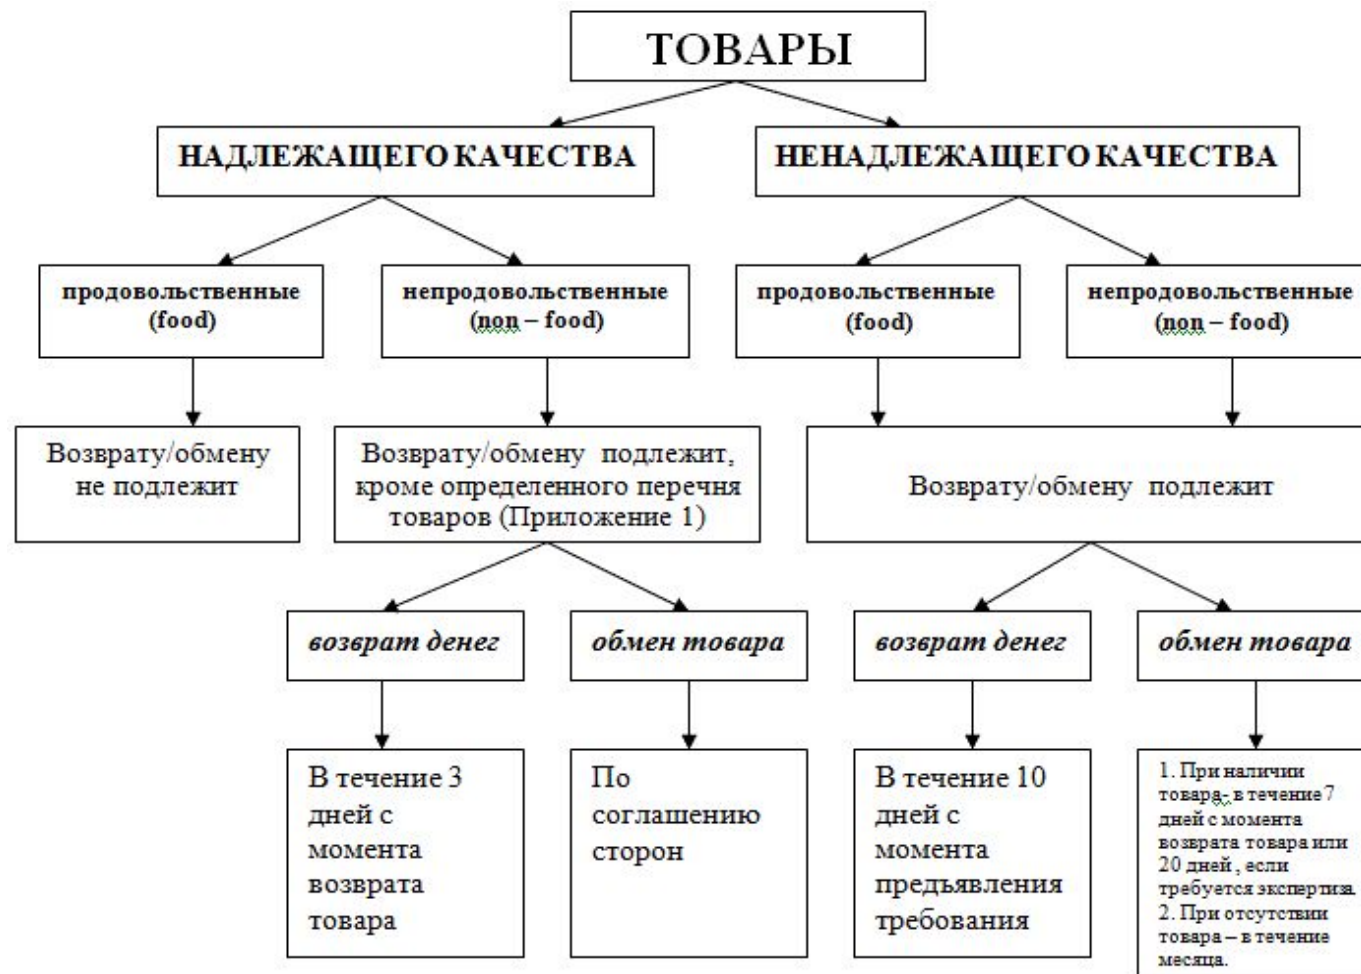 ТОВАРЫ
НАДЛЕЖАЩЕГО КАЧЕСТВА
НЕНАДЛЕЖАЩЕГО КАЧЕСТВА
продовольственные
(food)
непродовольственные
(non – food)
продовольственные
(food)
непродовольственные
(non – food)
Возврату/обмену
не подлежит
Возврату/обмену подлежит,
кроме определенного перечня
товаров (Приложение 1)
Возврату/обмену подлежит
возврат денег
обмен товара
возврат денег
обмен товара
В течение 3
дней с
момента
возврата
товара
По
соглашению
сторон
В течение 10
дней с
момента
предъявления
требования
1. При наличии
товара- в течение 7
дней с момента
возврата товара или
20 дней , если
требуется экспертиза.
2. При отсутствии
товара – в течение
месяца.